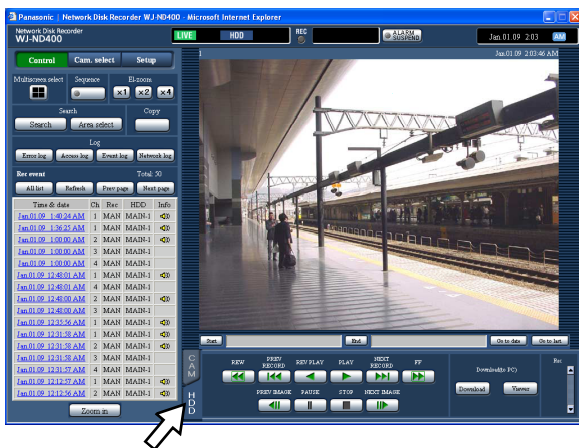 Panasonic | Network Disk Recorder WJ-ND400 - Microsoft Internet Explorer
Network Disk Recorder
WJ-ND400
LIVE
HDD
REC
ALARM
SUSPEND
Jan.01.09 2:03 AM
Control
Cam. select
Setup
Multiscreen select
Sequence
El-zoom
x1
x2
x4
Search
Copy
Search
Area select
Log
Error log
Access log
Event log
Network log
Rec event
Total: 50
All list
Refresh
Prev page
Next page
Time & date Ch Rec HDD Info
Jan.01.09 1:40:24 AM 1 MAN MAIN-1
Jan.01.09 1:36:25 AM 1 MAN MAIN-1
Jan.01.09 1:00:00 AM 2 MAN MAIN-1
Jan.01.09 1:00:00 AM 3 MAN MAIN-1
Jan.01.09 1:00:00 AM 4 MAN MAIN-1
Jan.01.09 12:48:01 AM 1 MAN MAIN-1
Jan.01.09 12:48:01 AM 4 MAN MAIN-1
Jan.01.09 12:48:00 AM 2 MAN MAIN-1
Jan.01.09 12:48:00 AM 3 MAN MAIN-1
Jan.01.09 12:35:56 AM 1 MAN MAIN-1
Jan.01.09 12:31:58 AM 1 MAN MAIN-1
Jan.01.09 12:31:58 AM 2 MAN MAIN-1
Jan.01.09 12:31:58 AM 3 MAN MAIN-1
Jan.01.09 12:31:57 AM 4 MAN MAIN-1
Jan.01.09 12:12:57 AM 1 MAN MAIN-1
Jan.01.09 12:12:56 AM 2 MAN MAIN-1
Zoom in
1
Jan.01.09 2:03:46 AM
Start
End
Go to date
Go to last
CAM
HDD
REW
PREV RECORD
REV PLAY
PLAY
NEXT RECORD
FF
PREV IMAGE
PAUSE
STOP
NEXT IMAGE
Download(to PC)
Download
Viewer
Rec